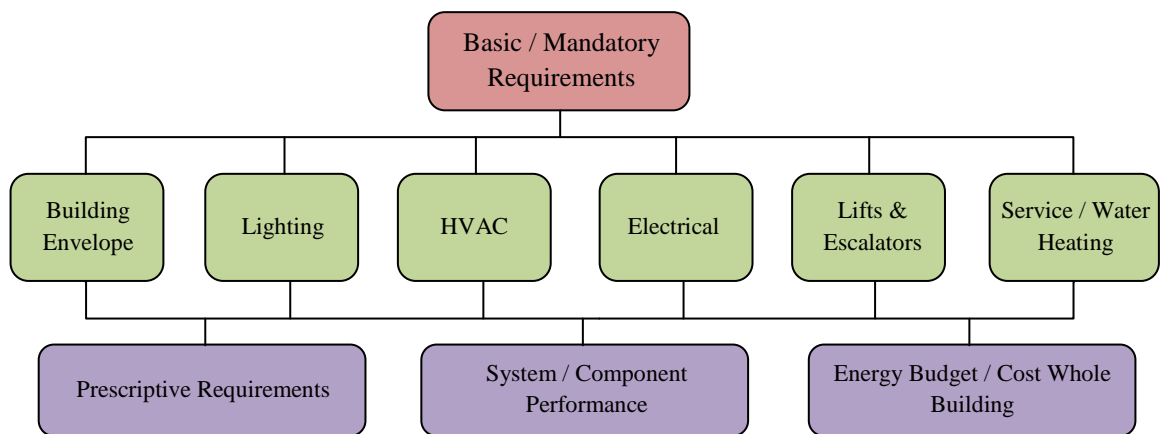 Basic / Mandatory
Requirements
Building
Envelope
Lighting
HVAC
Electrical
Lifts &
Escalators
Service / Water
Heating
Prescriptive Requirements
System / Component
Performance
Energy Budget / Cost Whole
Building